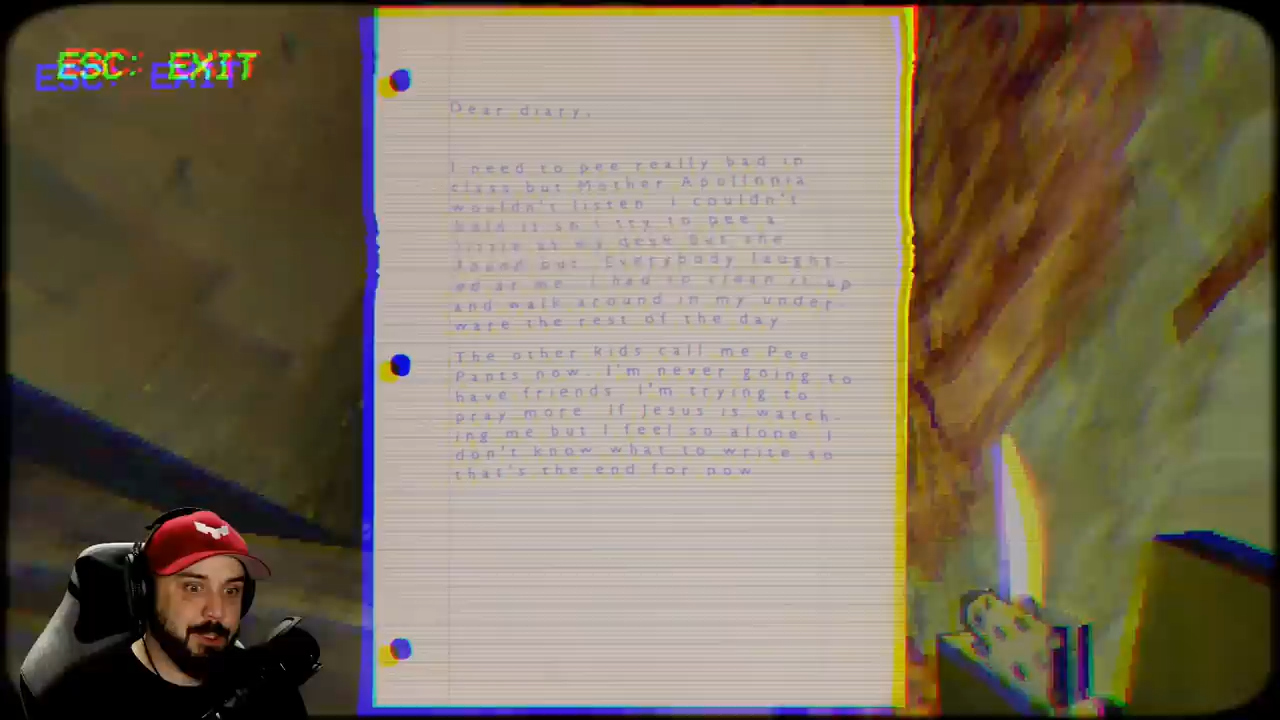 ESC: EXIT
Dear diary,
I need to pee really bad in
class but Mother Apollonia
wouldn't listen I couldn't
hold it so I try to pee a
little at my desk but she
found out Everybody laugh-
ed at me I had to clean it up
and walk around in my under-
ware the rest of the day
The other kids call me Pee
Pants now. I'm never going to
have friends I'm trying to
pray more If Jesus is watch-
ing me but I feel so alone I
don't know what to write so
that's the end for now